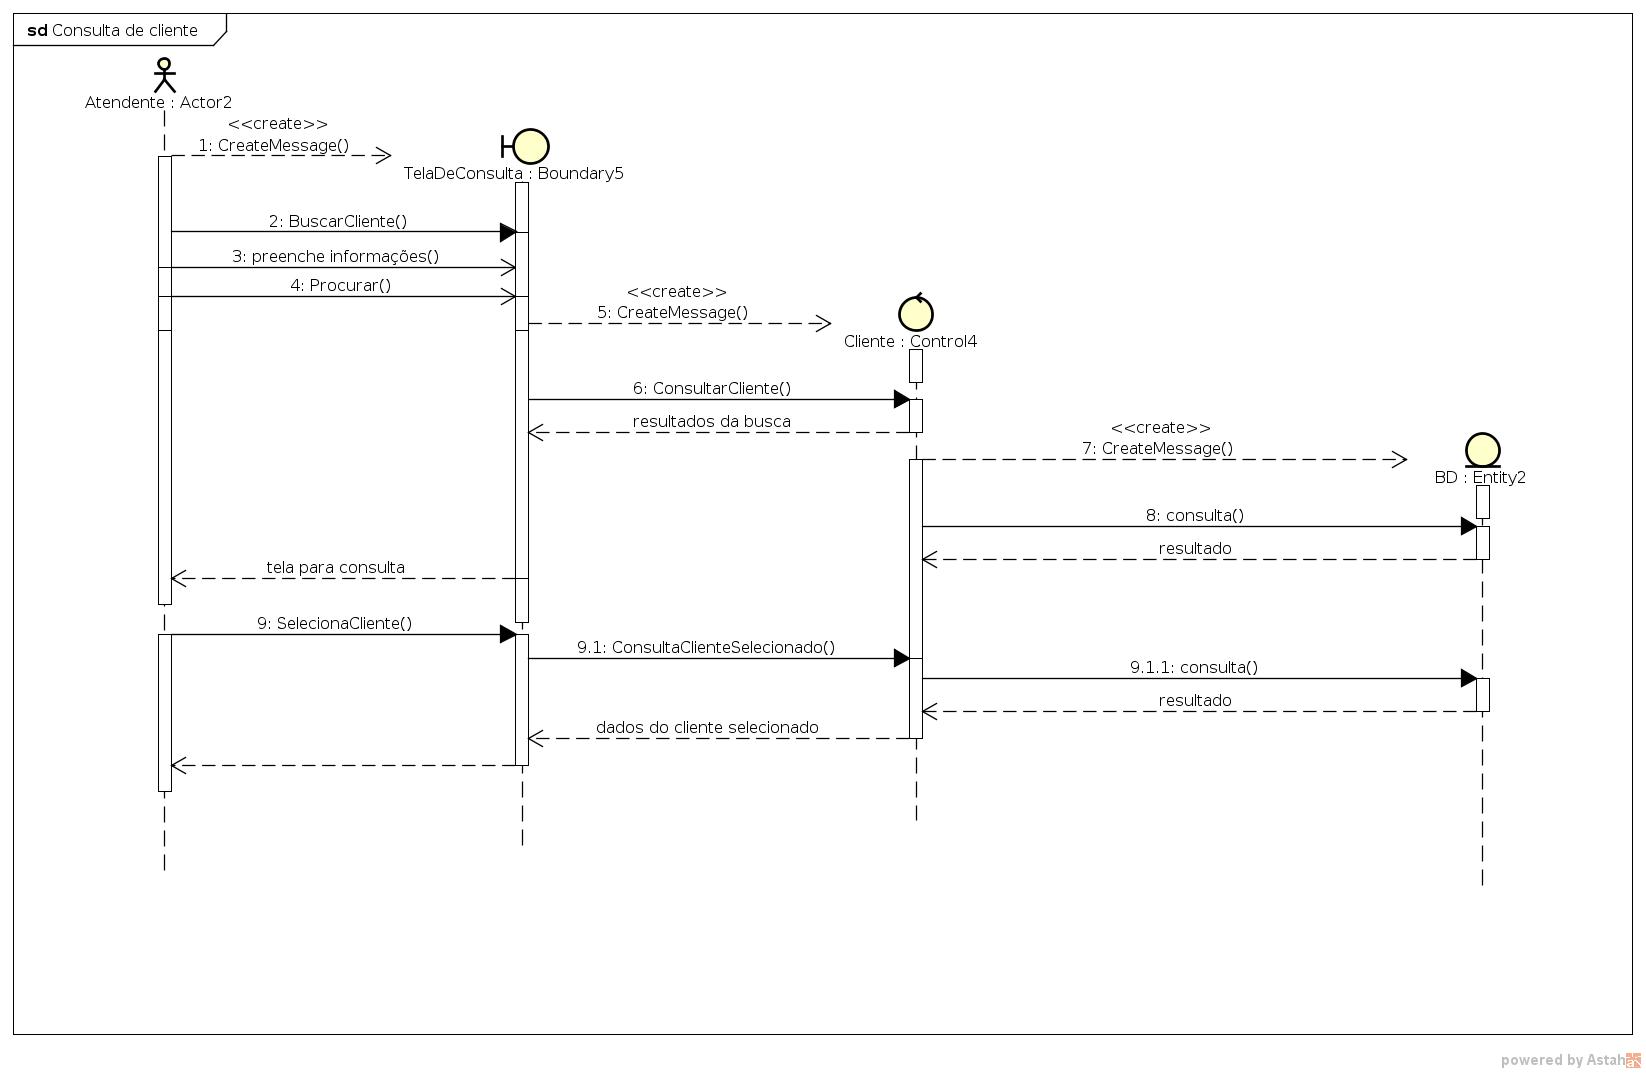 sd Consulta de cliente
Atendente : Actor2
<<create>>
1: CreateMessage()
TelaDeConsulta : Boundary5
2: BuscarCliente()
3: preenche informações()
4: Procurar()
<<create>>
5: CreateMessage()
Cliente : Control4
6: ConsultarCliente()
resultados da busca
<<create>>
7: CreateMessage()
BD : Entity2
8: consulta()
resultado
tela para consulta
9: SelecionaCliente()
9.1: ConsultaClienteSelecionado()
9.1.1: consulta()
resultado
dados do cliente selecionado
powered by Astah